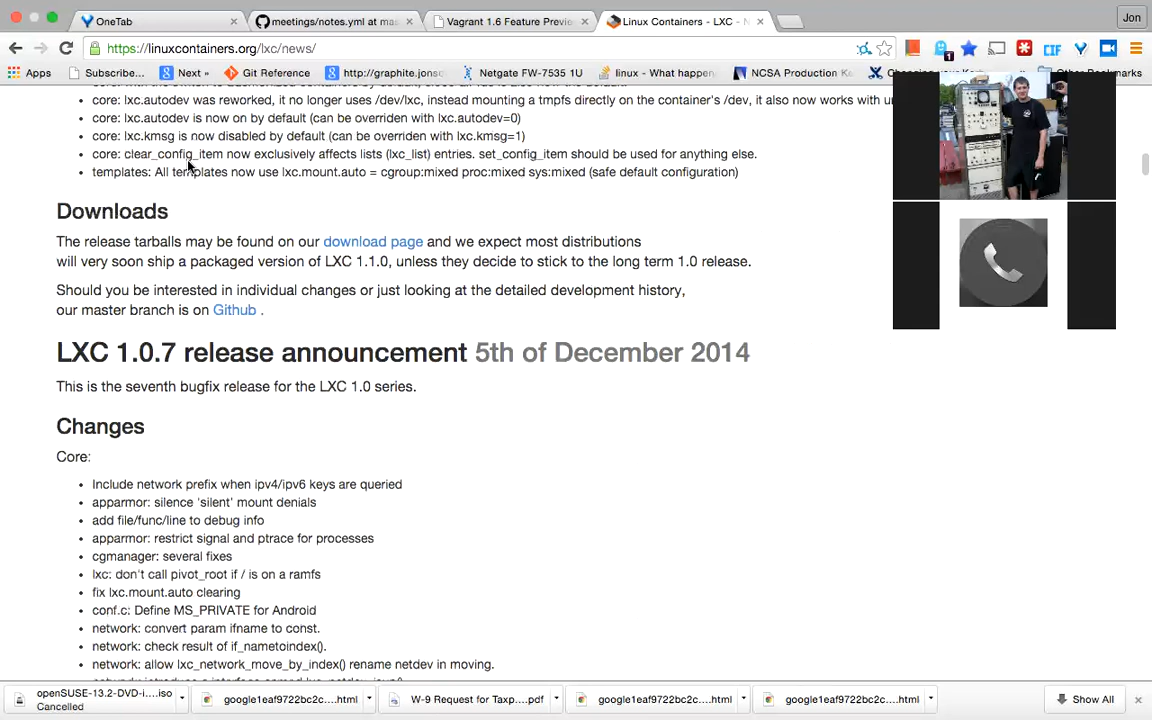 OneTab
meetings/notes.yml at mas
Vagrant 1.6 Feature Previe
Linux Containers - LXC - N
Jon
https://linuxcontainers.org/lxc/news/
CIF
1
Apps
Subscribe...
Next »
Git Reference
http://graphite.jons
Netgate FW-7535 1U
linux - What happen
NCSA Production Ke
Other Bookmarks
core: lxc.autodev was reworked, it no longer uses /dev/lxc, instead mounting a tmpfs directly on the container's /dev, it also now works with u
core: lxc.autodev is now on by default (can be overriden with lxc.autodev=0)
core: lxc.kmsg is now disabled by default (can be overriden with lxc.kmsg=1)
core: clear_config_item now exclusively affects lists (lxc_list) entries. set_config_item should be used for anything else.
templates: All templates now use lxc.mount.auto = cgroup:mixed proc:mixed sys:mixed (safe default configuration)
Downloads
The release tarballs may be found on our download page and we expect most distributions
will very soon ship a packaged version of LXC 1.1.0, unless they decide to stick to the long term 1.0 release.
Should you be interested in individual changes or just looking at the detailed development history,
our master branch is on Github .
LXC 1.0.7 release announcement 5th of December 2014
This is the seventh bugfix release for the LXC 1.0 series.
Changes
Core:
Include network prefix when ipv4/ipv6 keys are queried
apparmor: silence 'silent' mount denials
add file/func/line to debug info
apparmor: restrict signal and ptrace for processes
cgmanager: several fixes
lxc: don't call pivot_root if / is on a ramfs
fix lxc.mount.auto clearing
conf.c: Define MS_PRIVATE for Android
network: convert param ifname to const.
network: check result of if_nametoindex().
network: allow lxc_network_move_by_index() rename netdev in moving.
openSUSE-13.2-DVD-i....iso
Cancelled
google1eaf9722bc2c....html
W-9 Request for Taxp....pdf
google1eaf9722bc2c....html
google1eaf9722bc2c....html
Show All